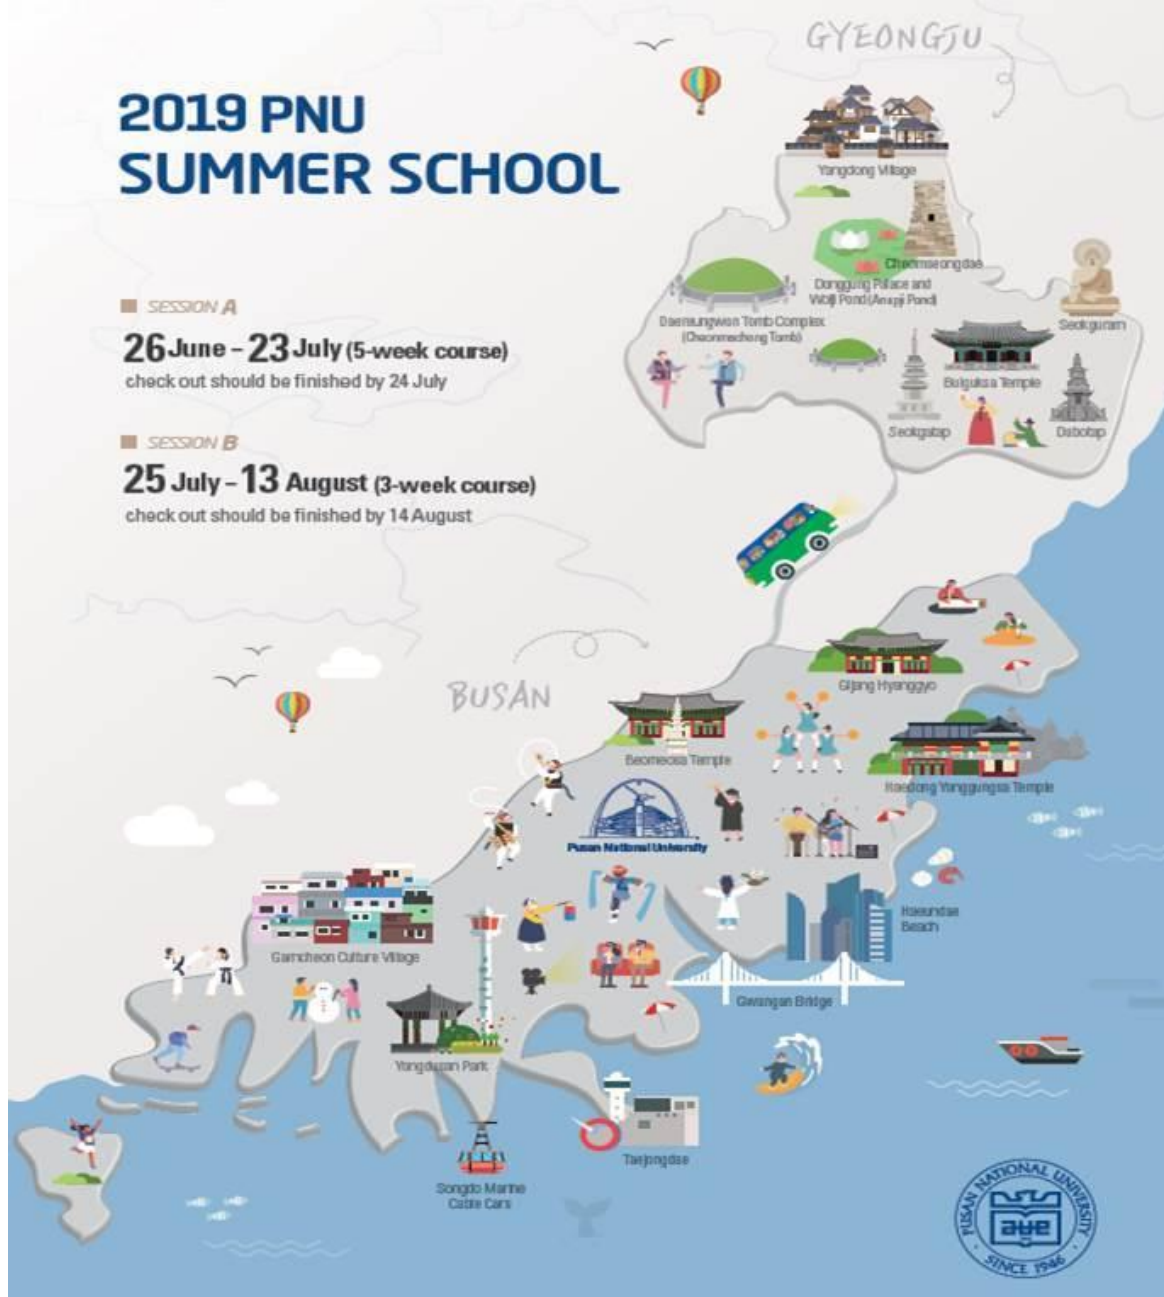 GYEONGJU
2019 PNU
SUMMER SCHOOL
Yangdong Village
Cheomseongdae
Donggung Palace and
Wolji Pond (Anapji Pond)
Seokguram
Daereungwon Tomb Complex
(Cheonmachong Tomb)
Bulguksa Temple
Seokgatap
Dabotap
SESSION A
26 June - 23 July (5-week course)
check out should be finished by 24 July
SESSION B
25 July - 13 August (3-week course)
check out should be finished by 14 August
BUSAN
Gijang Hyanggyo
Beomeosa Temple
Haedong Yonggungsa Temple
Pusan National University
Haeundae
Beach
Gamcheon Culture Village
Gwangan Bridge
Yongdusan Park
Taejongdae
Songdo Marine
Cable Cars
PUSAN NATIONAL UNIVERSITY
SINCE 1946